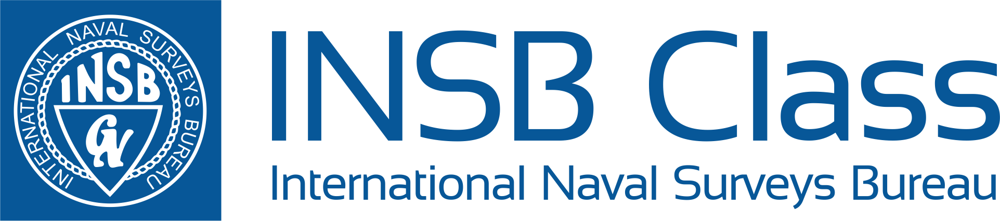 INTERNATIONAL NAVAL SURVEYS BUREAU
INSB
GN
INSB Class
International Naval Surveys Bureau